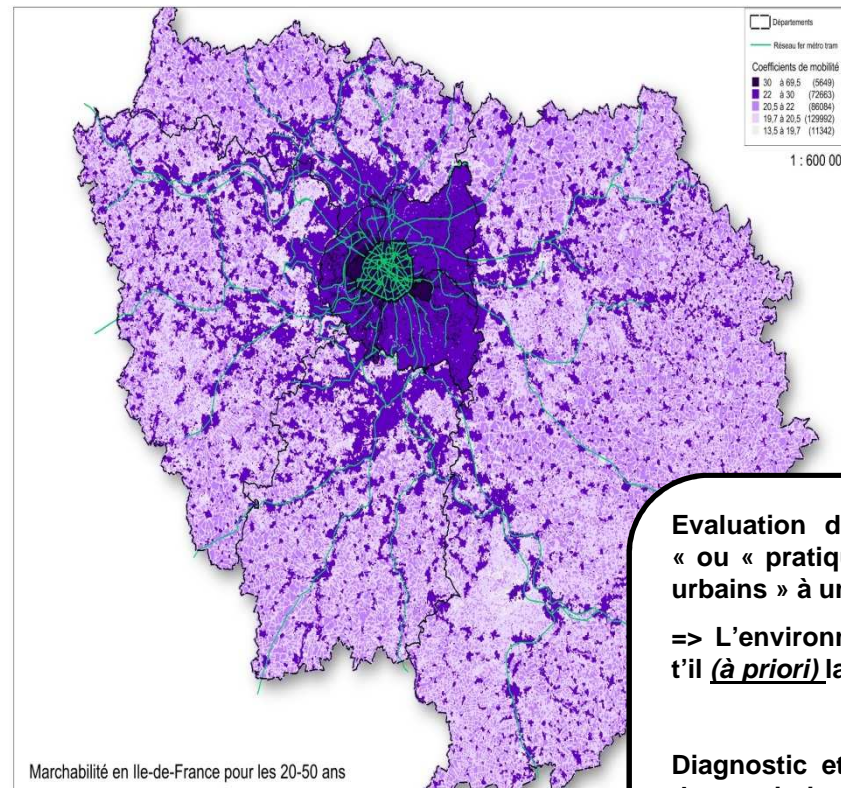 Départements
Réseau fer métro tram
Coefficients de mobilité
30 à 69,5 (5649)
22 à 30 (72663)
20,5 à 22 (86084)
19,7 à 20,5 (129992)
13,5 à 19,7 (11342)
1 : 600 00
Evaluation d
« ou « pratiqu
urbains » à un
=> L'environn
t'il (à priori) la
Diagnostic et
Marchabilité en Ile-de-France pour les 20-50 ans